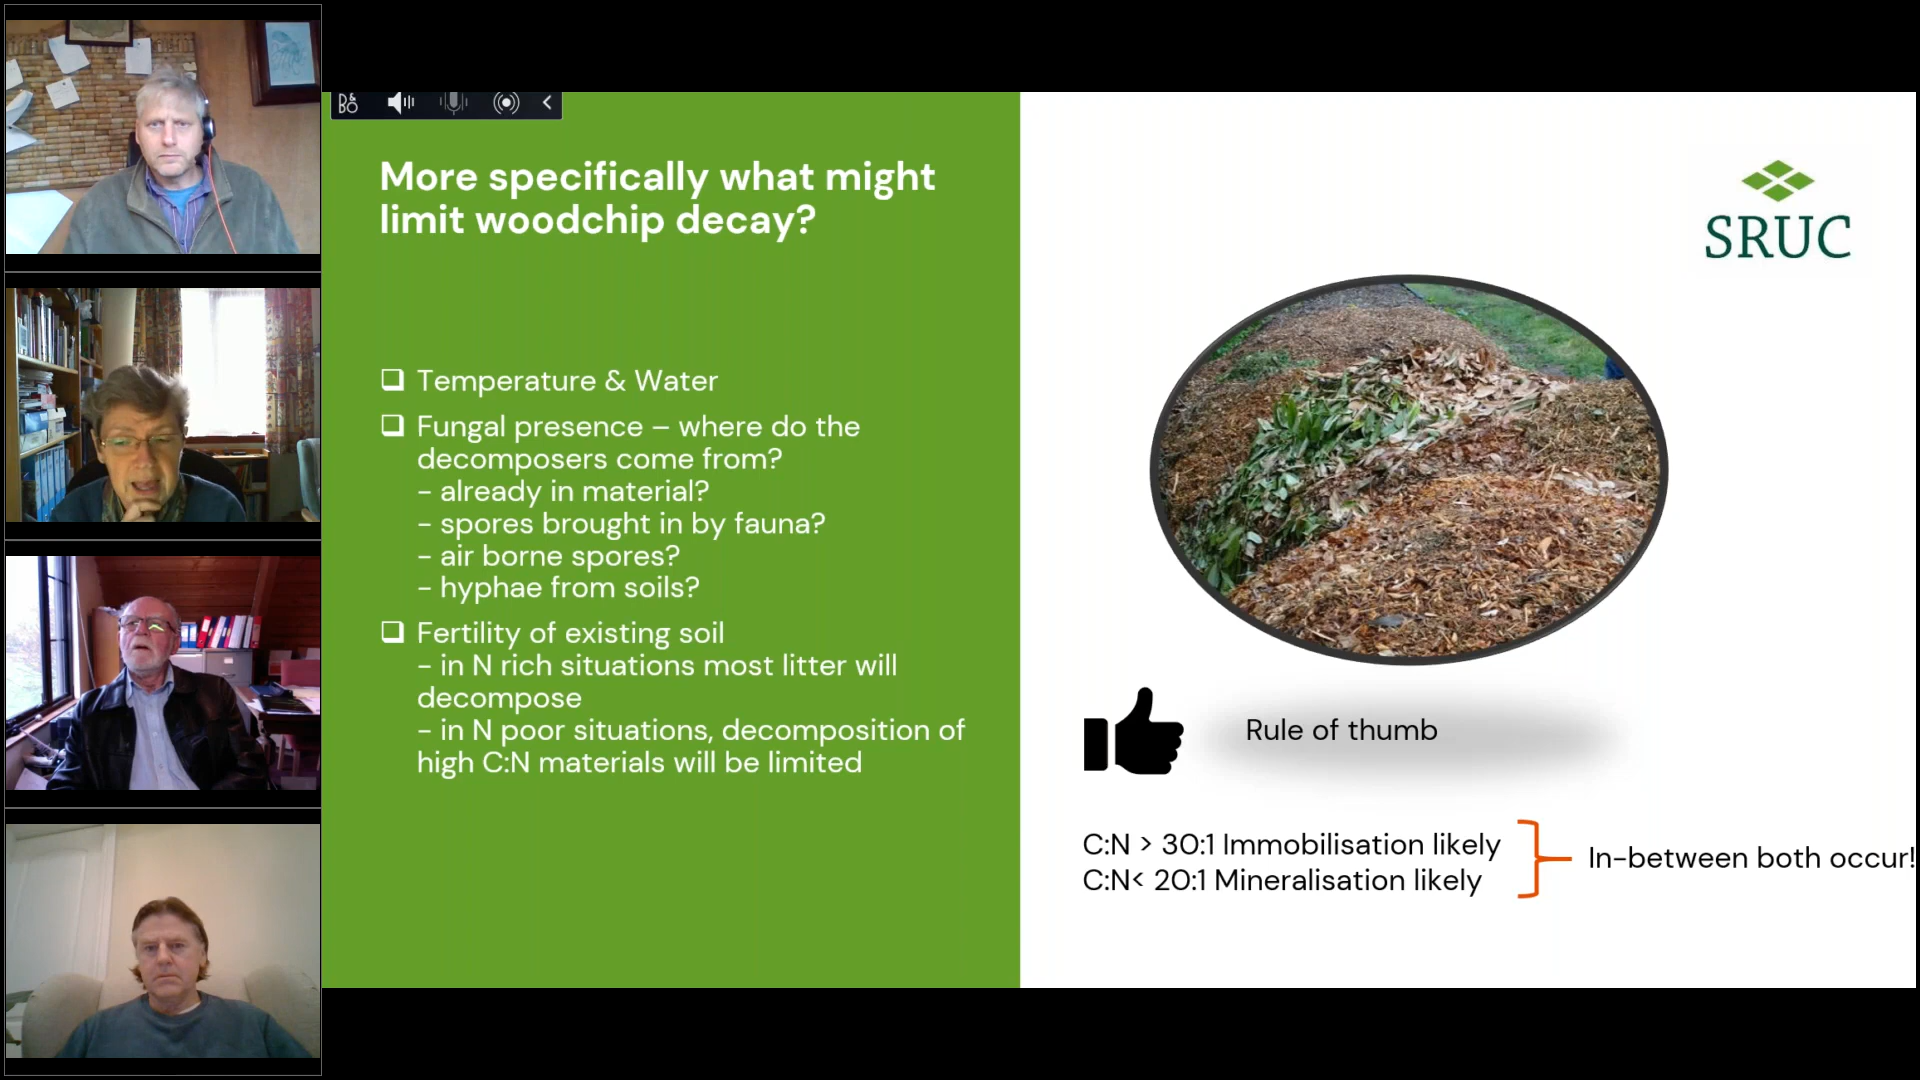 B&
BO
More specifically what might
limit woodchip decay?
Temperature & Water
Fungal presence – where do the
decomposers come from?
- already in material?
- spores brought in by fauna?
- air borne spores?
- hyphae from soils?
Fertility of existing soil
- in N rich situations most litter will
decompose
- in N poor situations, decomposition of
high C:N materials will be limited
SRUC
Rule of thumb
C:N > 30:1 Immobilisation likely
C:N< 20:1 Mineralisation likely
In-between both occur!